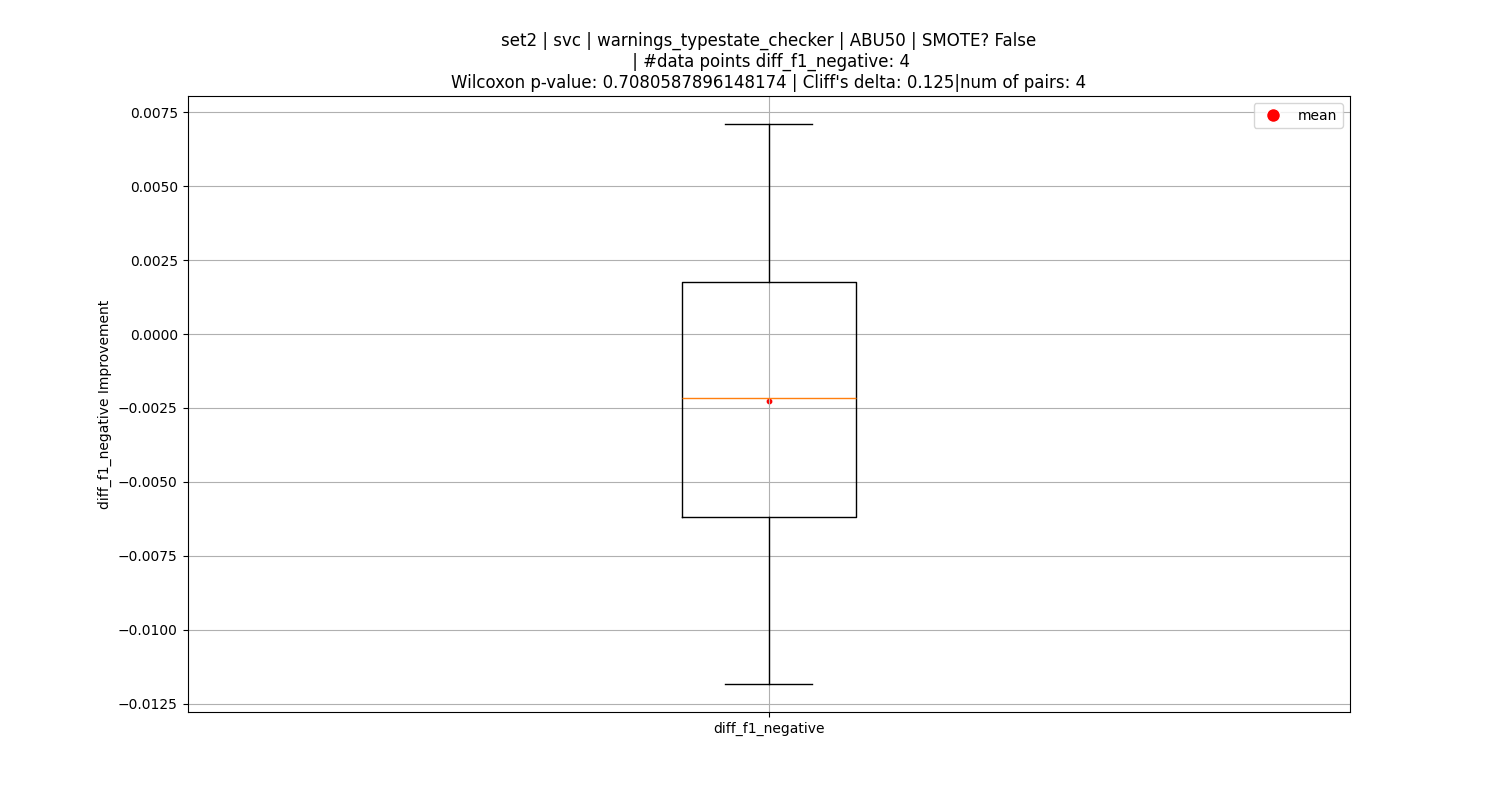 set2 | svc | warnings_typestate_checker | ABU50 | SMOTE? False
| #data points diff_f1_negative: 4
Wilcoxon p-value: 0.7080587896148174 | Cliff's delta: 0.125|num of pairs: 4
mean
0.0075
0.0050
0.0025
0.0000
−0.0025
−0.0050
−0.0075
−0.0100
−0.0125
diff_f1_negative Improvement
diff_f1_negative